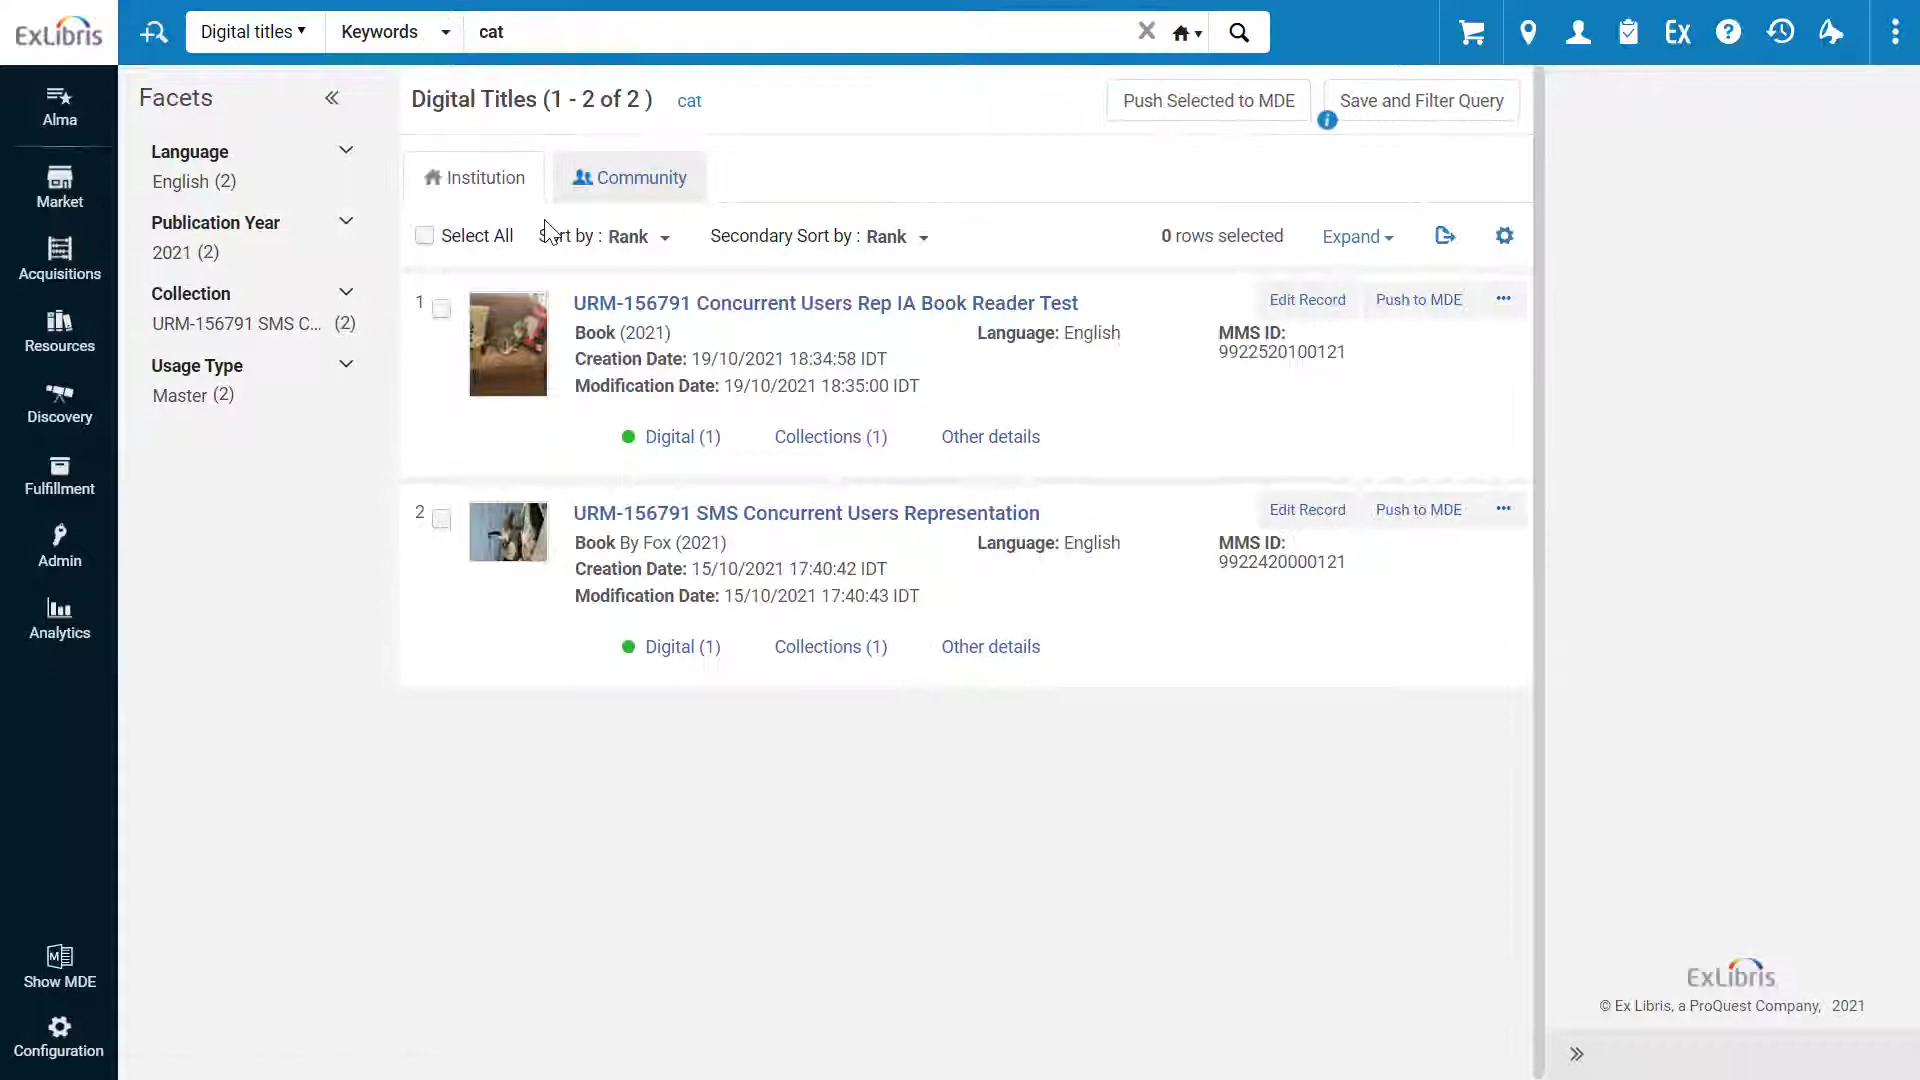 ExLibris
Digital titles
Keywords
cat
Ex
Alma
Market
Acquisitions
Resources
Discovery
Fulfillment
Admin
Analytics
Show MDE
Configuration
Facets
Language
English (2)
Publication Year
2021 (2)
Collection
URM-156791 SMS C... (2)
Usage Type
Master (2)
Digital Titles (1 - 2 of 2 ) cat
Push Selected to MDE
Save and Filter Query
Institution
Community
Select All
Sort by : Rank
Secondary Sort by : Rank
0 rows selected
Expand
1
URM-156791 Concurrent Users Rep IA Book Reader Test
Edit Record
Push to MDE
Book (2021)
Language: English
MMS ID:
9922520100121
Creation Date: 19/10/2021 18:34:58 IDT
Modification Date: 19/10/2021 18:35:00 IDT
Digital (1)
Collections (1)
Other details
2
URM-156791 SMS Concurrent Users Representation
Edit Record
Push to MDE
Book By Fox (2021)
Language: English
MMS ID:
9922420000121
Creation Date: 15/10/2021 17:40:42 IDT
Modification Date: 15/10/2021 17:40:43 IDT
Digital (1)
Collections (1)
Other details
ExLibris
© Ex Libris, a ProQuest Company, 2021